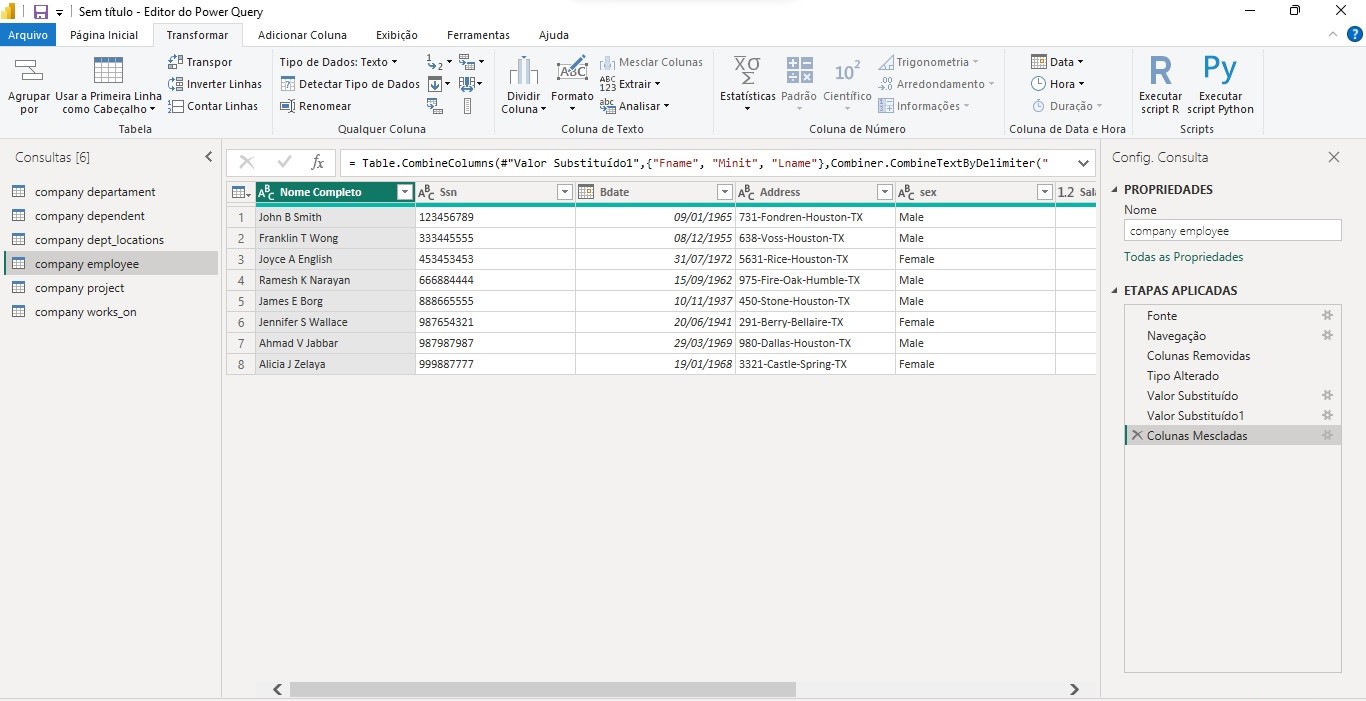 Sem título - Editor do Power Query
Arquivo Página Inicial Transformar Adicionar Coluna Exibição Ferramentas Ajuda
Agrupar por
Usar a Primeira Linha como Cabeçalho
Transpor
Inverter Linhas
Contar Linhas
Tabela
Tipo de Dados: Texto
Detectar Tipo de Dados
Renomear
Qualquer Coluna
Dividir Coluna
Formato
Mesclar Colunas
Extrair
Analisar
Coluna de Texto
Estatísticas
Padrão
Científico
Trigonometria
Arredondamento
Informações
Coluna de Número
Data
Hora
Duração
Coluna de Data e Hora
Executar script R
Executar script Python
Scripts
Consultas [6]
company departament
company dependent
company dept_locations
company employee
company project
company works_on
= Table.CombineColumns(#"Valor Substituído1",{"Fname", "Minit", "Lname"},Combiner.CombineTextByDelimiter("
Nome Completo Ssn Bdate Address sex 1.2 Sala
1 John B Smith 123456789 09/01/1965 731-Fondren-Houston-TX Male
2 Franklin T Wong 333445555 08/12/1955 638-Voss-Houston-TX Male
3 Joyce A English 453453453 31/07/1972 5631-Rice-Houston-TX Female
4 Ramesh K Narayan 666884444 15/09/1962 975-Fire-Oak-Humble-TX Male
5 James E Borg 888665555 10/11/1937 450-Stone-Houston-TX Male
6 Jennifer S Wallace 987654321 20/06/1941 291-Berry-Bellaire-TX Female
7 Ahmad V Jabbar 987987987 29/03/1969 980-Dallas-Houston-TX Male
8 Alicia J Zelaya 999887777 19/01/1968 3321-Castle-Spring-TX Female
Config. Consulta
PROPRIEDADES
Nome
company employee
Todas as Propriedades
ETAPAS APLICADAS
Fonte
Navegação
Colunas Removidas
Tipo Alterado
Valor Substituído
Valor Substituído1
Colunas Mescladas